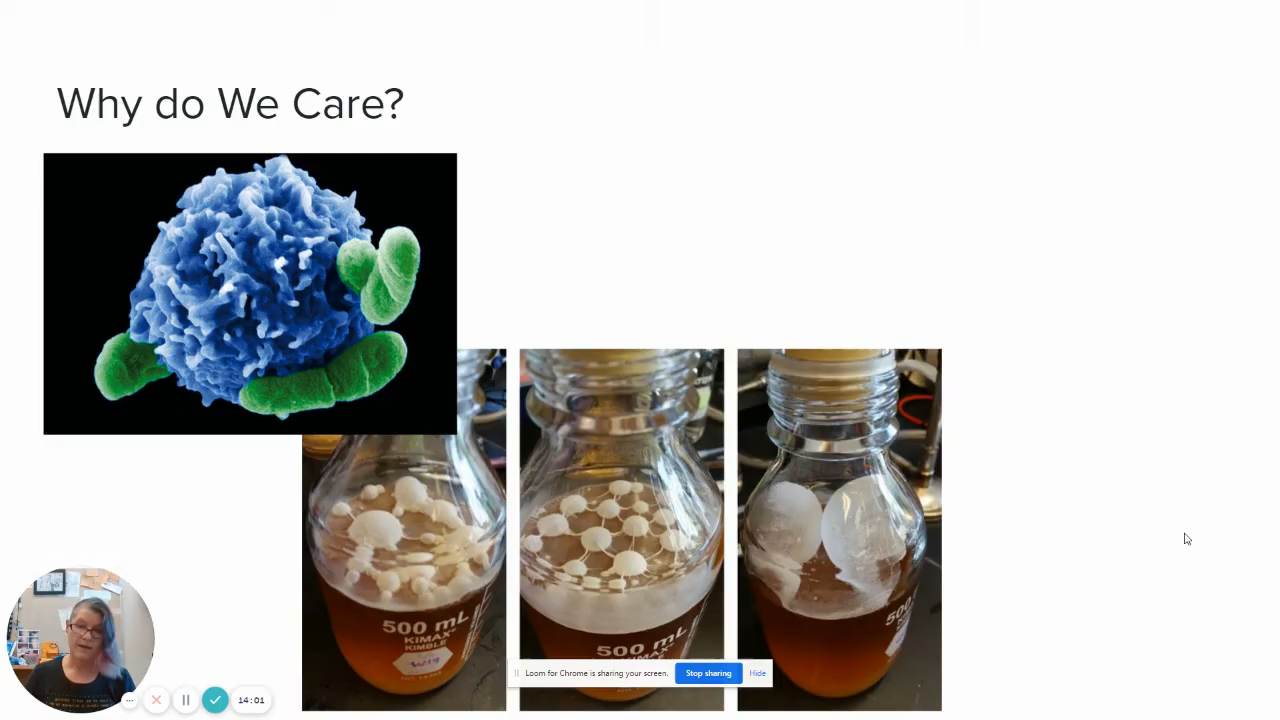 Why do We Care?
500 mL
KIMAX®
KIMBLE
500 mL
KIMAX
500
Loom for Chrome is sharing your screen.
Stop sharing
Hide
14:01